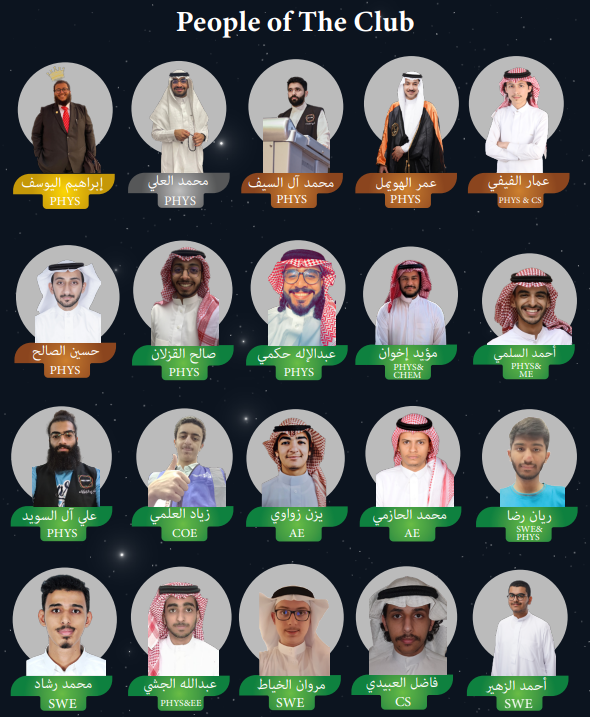 People of The Club
إبراهيم اليوسف
PHYS
محمد العلي
PHYS
محمد آل السيف
PHYS
عمر الهويمل
PHYS
عمار الفيفي
PHYS & CS
حسين الصالح
PHYS
صالح القزلان
PHYS
عبدالإله حكمي
PHYS
مؤيد إخوان
PHYS&
CHEM
أحمد السلمي
PHYS&
ME
علي آل السويد
PHYS
زياد العلمي
COE
يزن زواوي
AE
محمد الحازمي
AE
ريان رضا
SWE&
PHYS
محمد رشاد
SWE
عبدالله الجشي
PHYS&EE
مروان الخياط
SWE
فاضل العبيدي
CS
أحمد الزهير
SWE